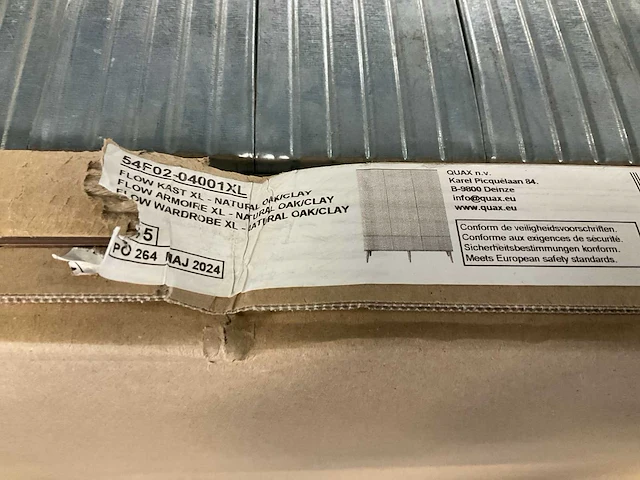 54F02-04001XL
FLOW KAST XL - NATURAL OAK/CLAY
FLOW ARMOIRE XL - NATURAL OAK/CLAY
FLOW WARDROBE XL - NATURAL OAK/CLAY
PO 264 MAJ 2024
QUAX n.v.
Karel Picquélaan 84.
B-9800 Deinze
info@quax.eu
www.quax.eu
Conform de veiligheidsvoorschriften.
Conforme aux exigences de sécurité.
Sicherheitsbestimmungen konform.
Meets European safety standards.